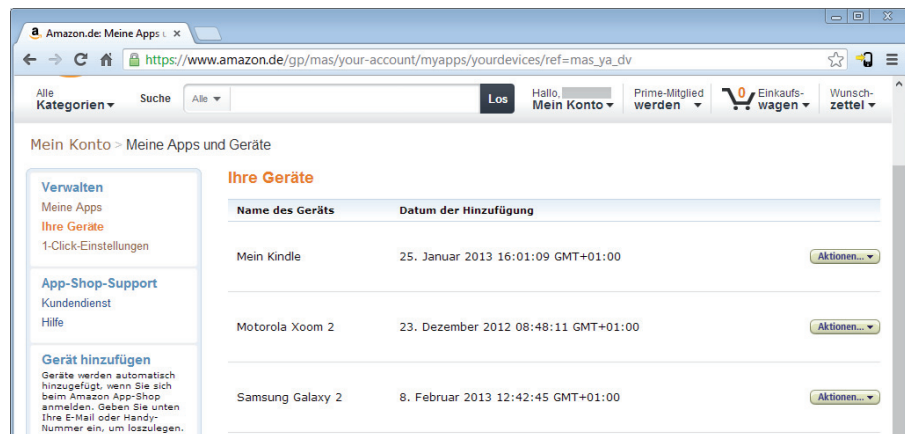 Amazon.de: Meine Apps u
https://www.amazon.de/gp/mas/your-account/myapps/yourdevices/ref=mas_ya_dv
Alle
Kategorien
Suche
Alle
Los
Hallo,
Mein Konto
Prime-Mitglied
werden
0
Einkaufs-
wagen
Wunsch-
zettel
Mein Konto > Meine Apps und Geräte
Verwalten
Meine Apps
Ihre Geräte
1-Click-Einstellungen
App-Shop-Support
Kundendienst
Hilfe
Gerät hinzufügen
Geräte werden automatisch
hinzugefügt, wenn Sie sich
beim Amazon App-Shop
anmelden. Geben Sie unten
Ihre E-Mail oder Handy-
Nummer ein, um loszulegen.
Ihre Geräte
Name des Geräts Datum der Hinzufügung
Mein Kindle 25. Januar 2013 16:01:09 GMT+01:00 Aktionen...
Motorola Xoom 2 23. Dezember 2012 08:48:11 GMT+01:00 Aktionen...
Samsung Galaxy 2 8. Februar 2013 12:42:45 GMT+01:00 Aktionen...